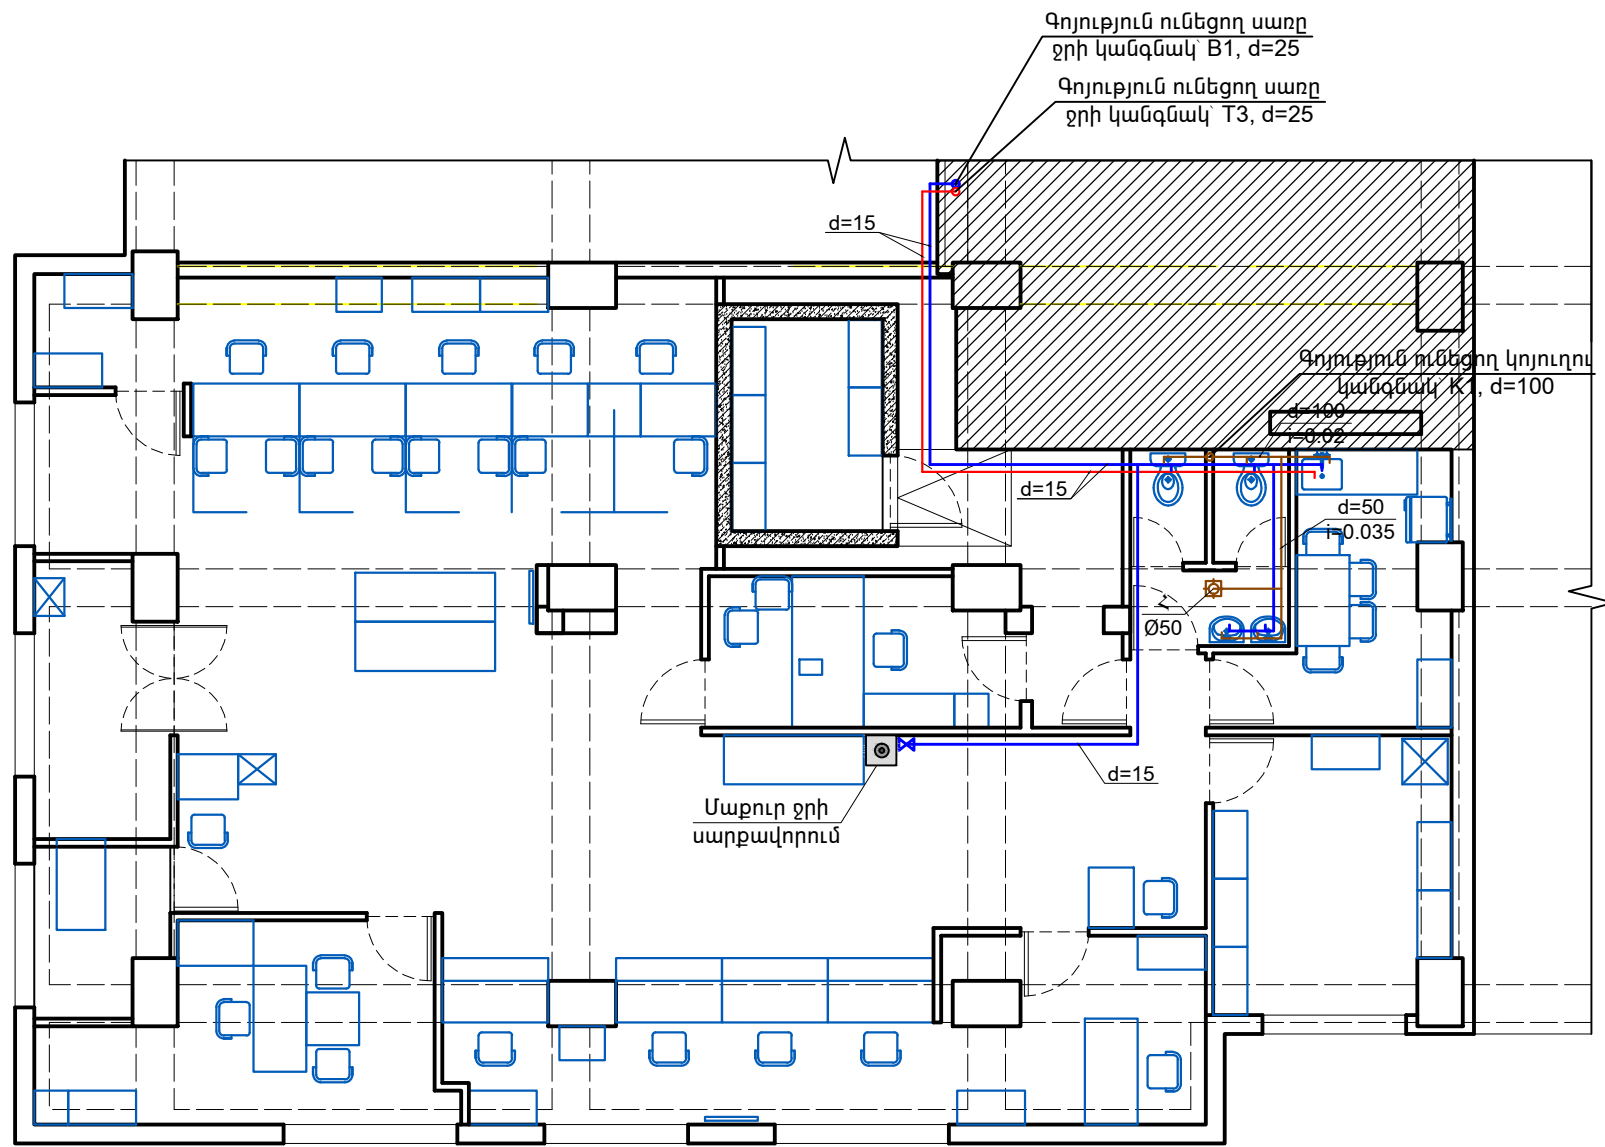 Գոյություն ունեցող սառը
ջրի կանգնակ՝ B1, d=25
Գոյություն ունեցող սառը
ջրի կանգնակ՝ T3, d=25
d=15
Գոյություն ունեցող կոյուղու
կանգնակ՝ K1, d=100
d=100
i=0.02
d=15
d=50
i=0.035
Ø50
d=15
Մաքուր ջրի
սարքավորում